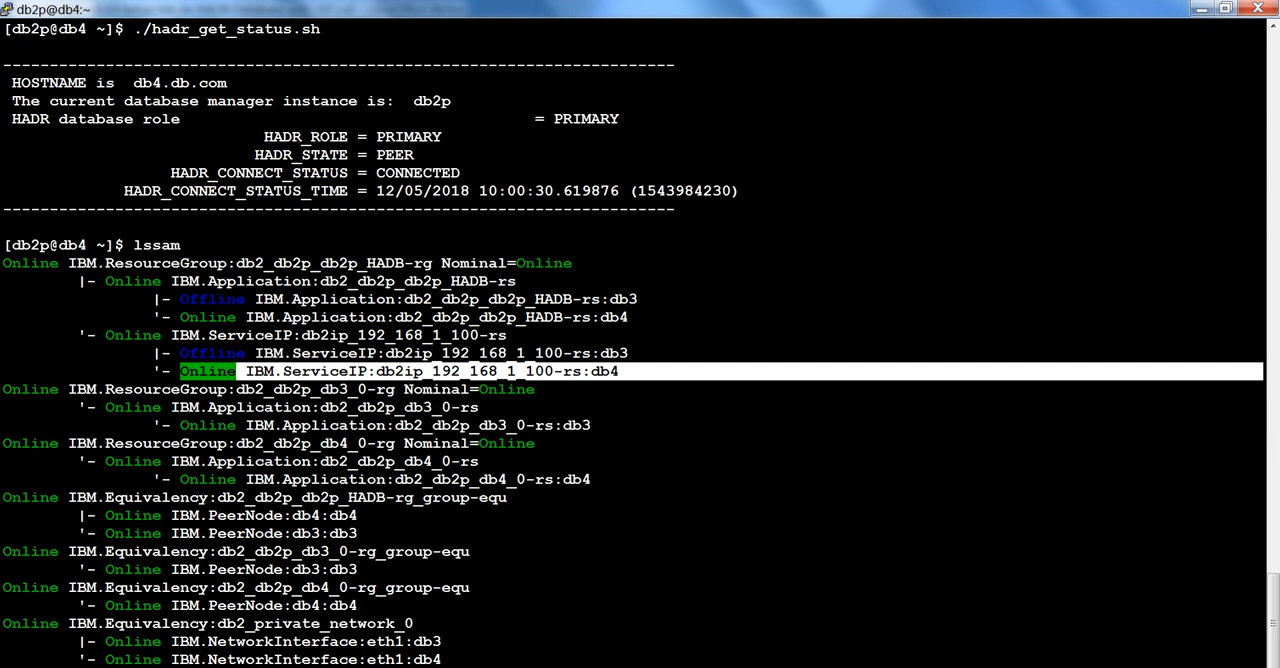 db2p@db4:~
[db2p@db4 ~]$ ./hadr_get_status.sh
------------------------------------------------------------------------
HOSTNAME is  db4.db.com
The current database manager instance is:  db2p
HADR database role                                      = PRIMARY
HADR_ROLE = PRIMARY
HADR_STATE = PEER
HADR_CONNECT_STATUS = CONNECTED
HADR_CONNECT_STATUS_TIME = 12/05/2018 10:00:30.619876 (1543984230)
------------------------------------------------------------------------
[db2p@db4 ~]$ lssam
Online IBM.ResourceGroup:db2_db2p_db2p_HADB-rg Nominal=Online
|- Online IBM.Application:db2_db2p_db2p_HADB-rs
|- Offline IBM.Application:db2_db2p_db2p_HADB-rs:db3
'- Online IBM.Application:db2_db2p_db2p_HADB-rs:db4
'- Online IBM.ServiceIP:db2ip_192_168_1_100-rs
|- Offline IBM.ServiceIP:db2ip_192_168_1_100-rs:db3
'- Online IBM.ServiceIP:db2ip_192_168_1_100-rs:db4
Online IBM.ResourceGroup:db2_db2p_db3_0-rg Nominal=Online
'- Online IBM.Application:db2_db2p_db3_0-rs
'- Online IBM.Application:db2_db2p_db3_0-rs:db3
Online IBM.ResourceGroup:db2_db2p_db4_0-rg Nominal=Online
'- Online IBM.Application:db2_db2p_db4_0-rs
'- Online IBM.Application:db2_db2p_db4_0-rs:db4
Online IBM.Equivalency:db2_db2p_db2p_HADB-rg_group-equ
|- Online IBM.PeerNode:db4:db4
'- Online IBM.PeerNode:db3:db3
Online IBM.Equivalency:db2_db2p_db3_0-rg_group-equ
'- Online IBM.PeerNode:db3:db3
Online IBM.Equivalency:db2_db2p_db4_0-rg_group-equ
'- Online IBM.PeerNode:db4:db4
Online IBM.Equivalency:db2_private_network_0
|- Online IBM.NetworkInterface:eth1:db3
'- Online IBM.NetworkInterface:eth1:db4